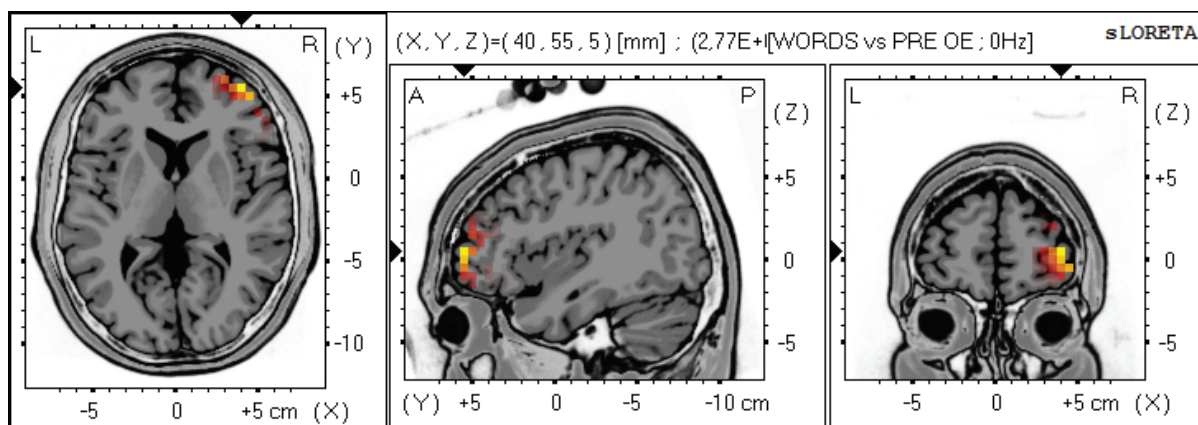 (X, Y, Z)=(40, 55, 5) [mm] ; (2,77E+I[WORDS vs PRE OE ; 0Hz]
sLORETA
L R (Y)
+5
0
-5
-10
-5 0 +5 cm (X)
A P (Z)
+5
0
-5
(Y) +5 0 -5 -10 cm
L R (Z)
+5
0
-5
-5 0 +5 cm (X)